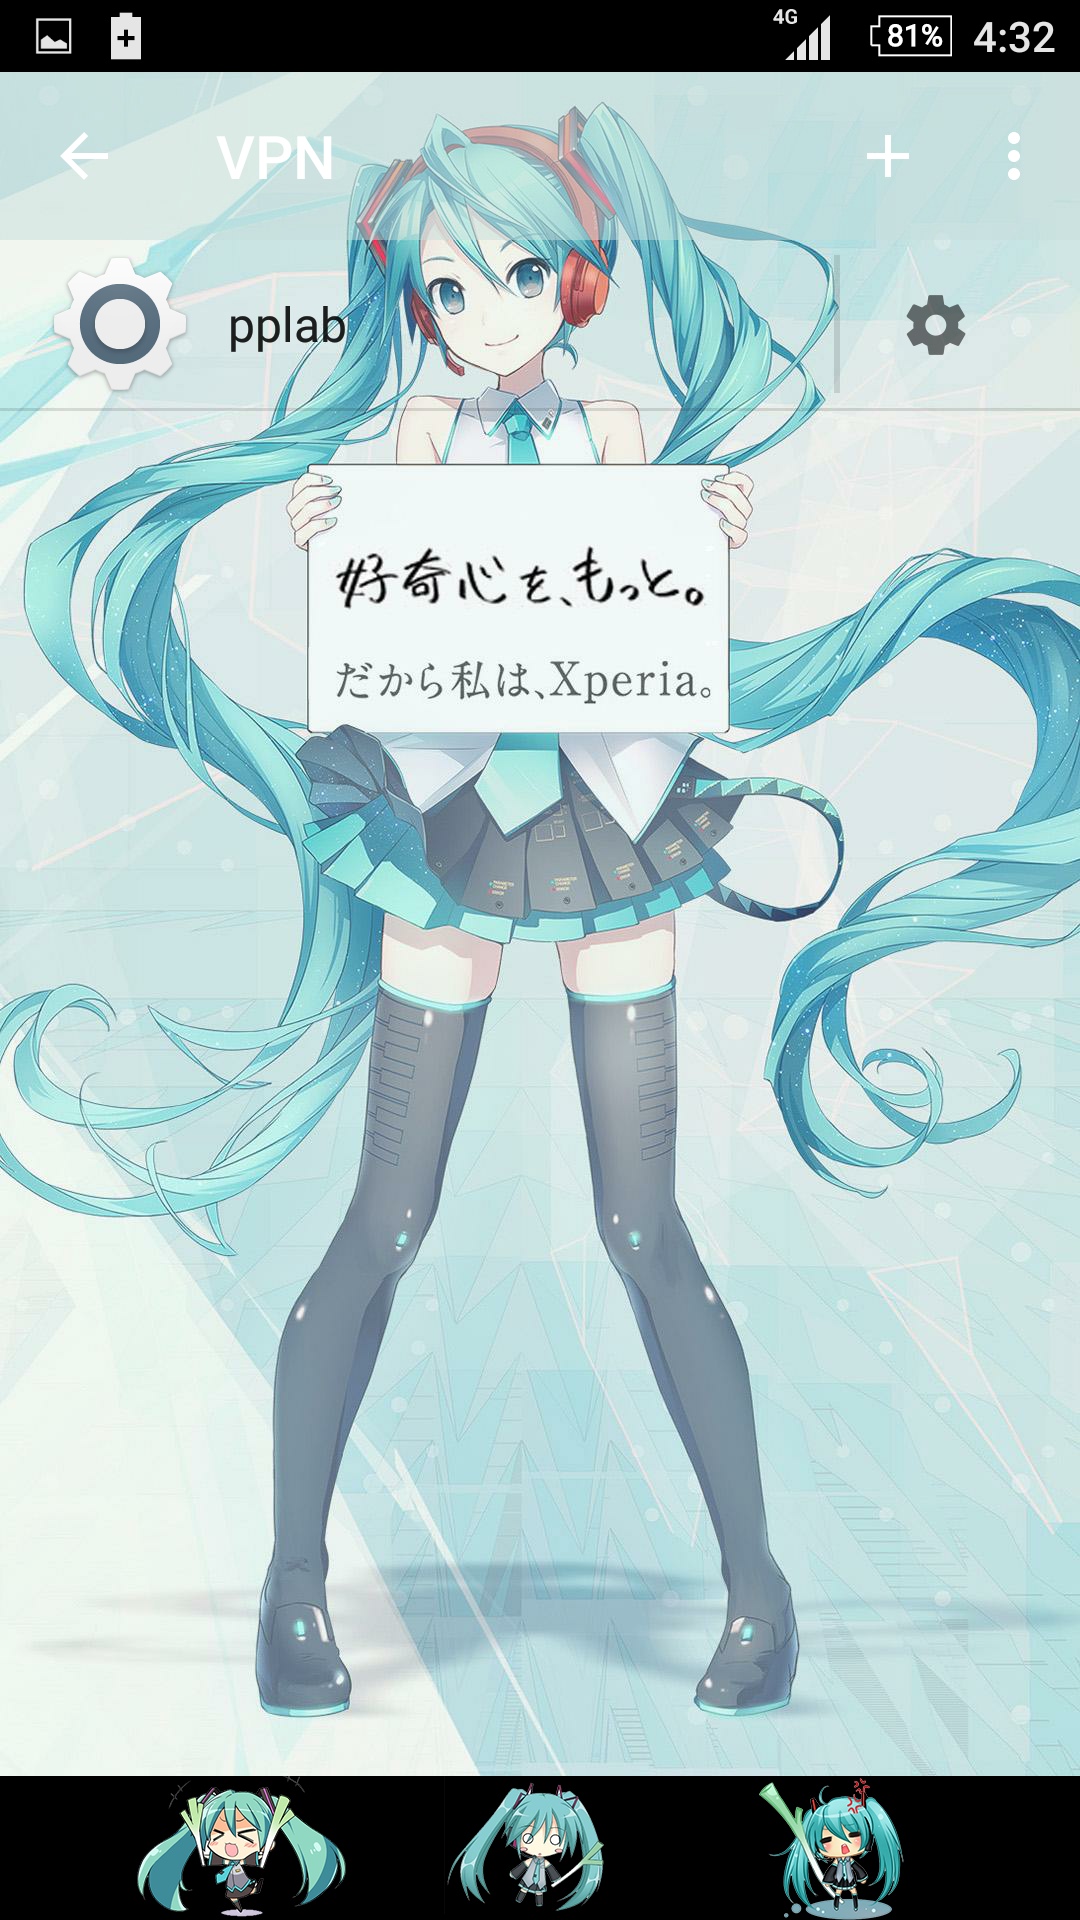 4G 81% 4:32
VPN
pplab
好奇心を、もっと。
だから私は、Xperia。